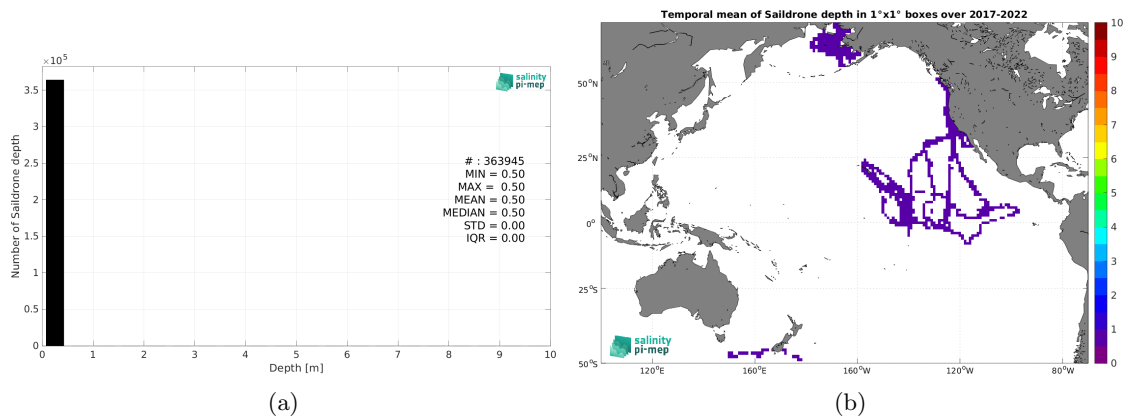 ×10⁵
3.5
3
2.5
2
1.5
1
0.5
0
Number of Saildrone depth
0 1 2 3 4 5 6 7 8 9 10
Depth [m]
salinity
pi-mep
# : 363945
MIN = 0.50
MAX = 0.50
MEAN = 0.50
MEDIAN = 0.50
STD = 0.00
IQR = 0.00
(a)
Temporal mean of Saildrone depth in 1°x1° boxes over 2017-2022
50°N
25°N
0°
25°S
50°S
120°E 160°E 160°W 120°W 80°W
salinity
pi-mep
10
9
8
7
6
5
4
3
2
1
0
(b)